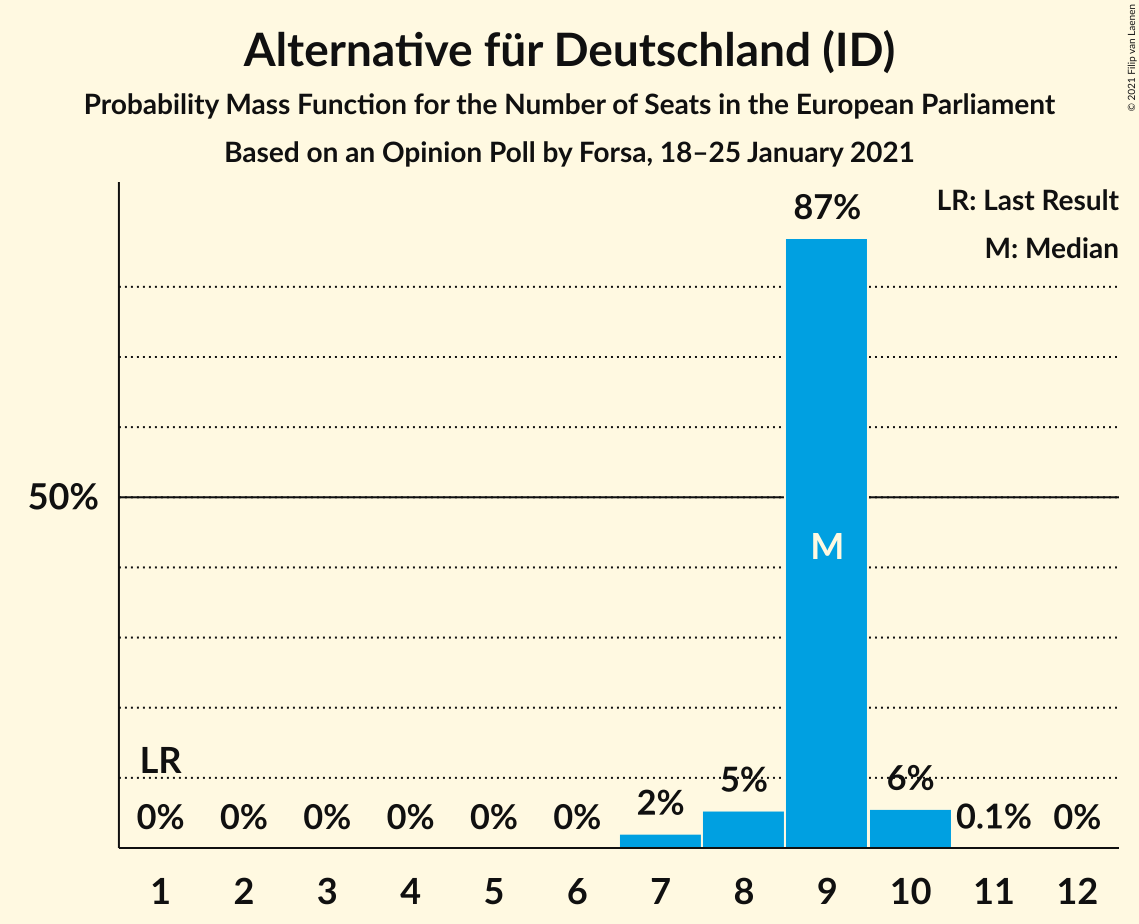 Alternative für Deutschland (ID)
Probability Mass Function for the Number of Seats in the European Parliament
Based on an Opinion Poll by Forsa, 18–25 January 2021
© 2021 Filip van Laenen
LR: Last Result
M: Median
87%
50%
M
LR
0% 0% 0% 0% 0% 0% 2% 5% 6% 0.1% 0%
1 2 3 4 5 6 7 8 9 10 11 12